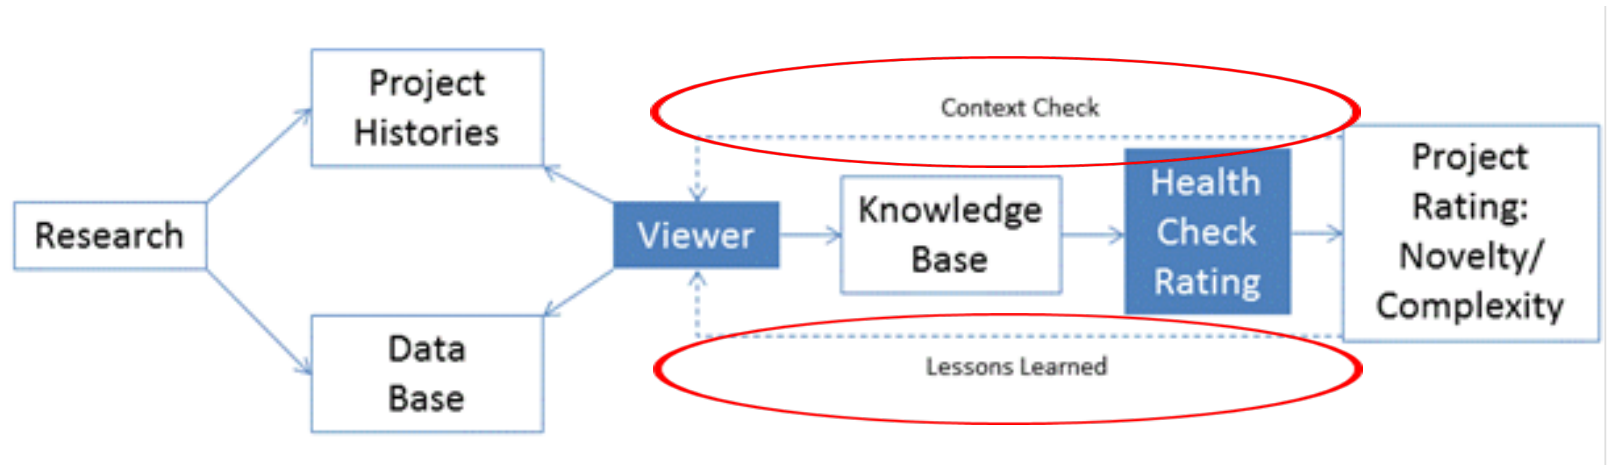 Project
Histories
Context Check
Research
Viewer
Knowledge
Base
Health
Check
Rating
Project
Rating:
Novelty/
Complexity
Data
Base
Lessons Learned